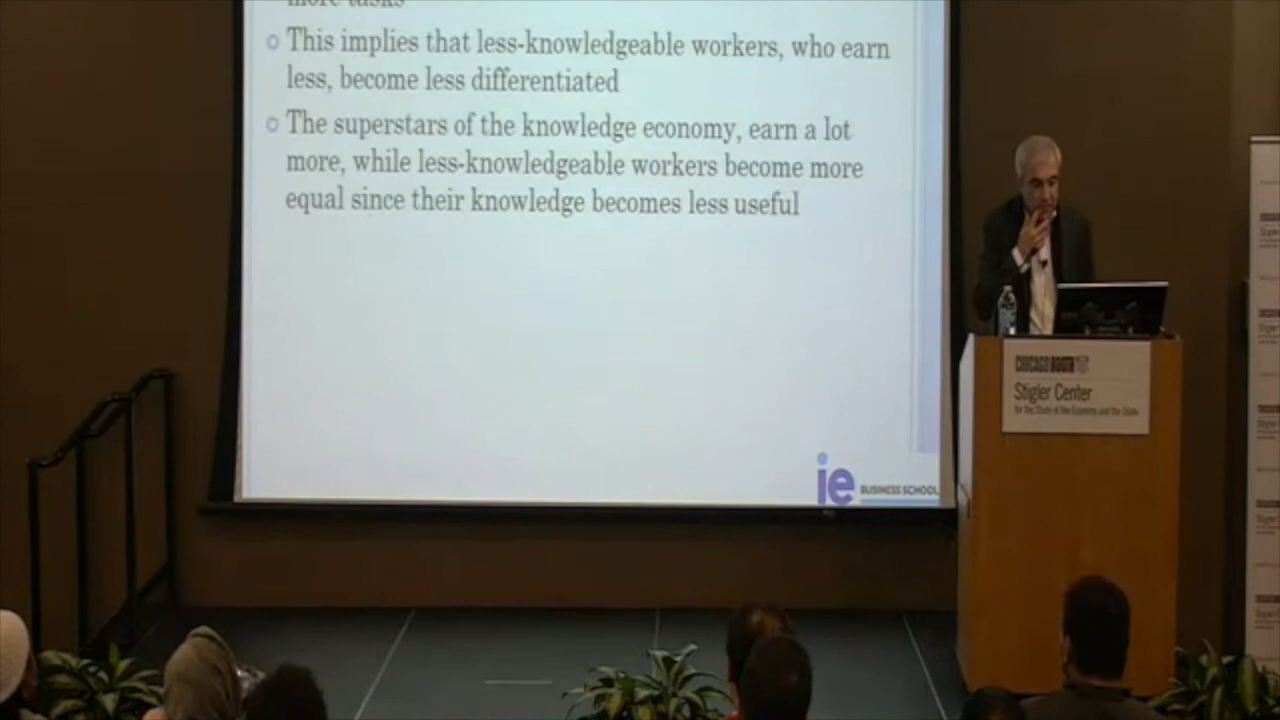 more tasks
This implies that less-knowledgeable workers, who earn
less, become less differentiated
The superstars of the knowledge economy, earn a lot
more, while less-knowledgeable workers become more
equal since their knowledge becomes less useful
ie BUSINESS SCHOOL
CHICAGO BOOTH
Stigler Center
for the Study of the Economy and the State